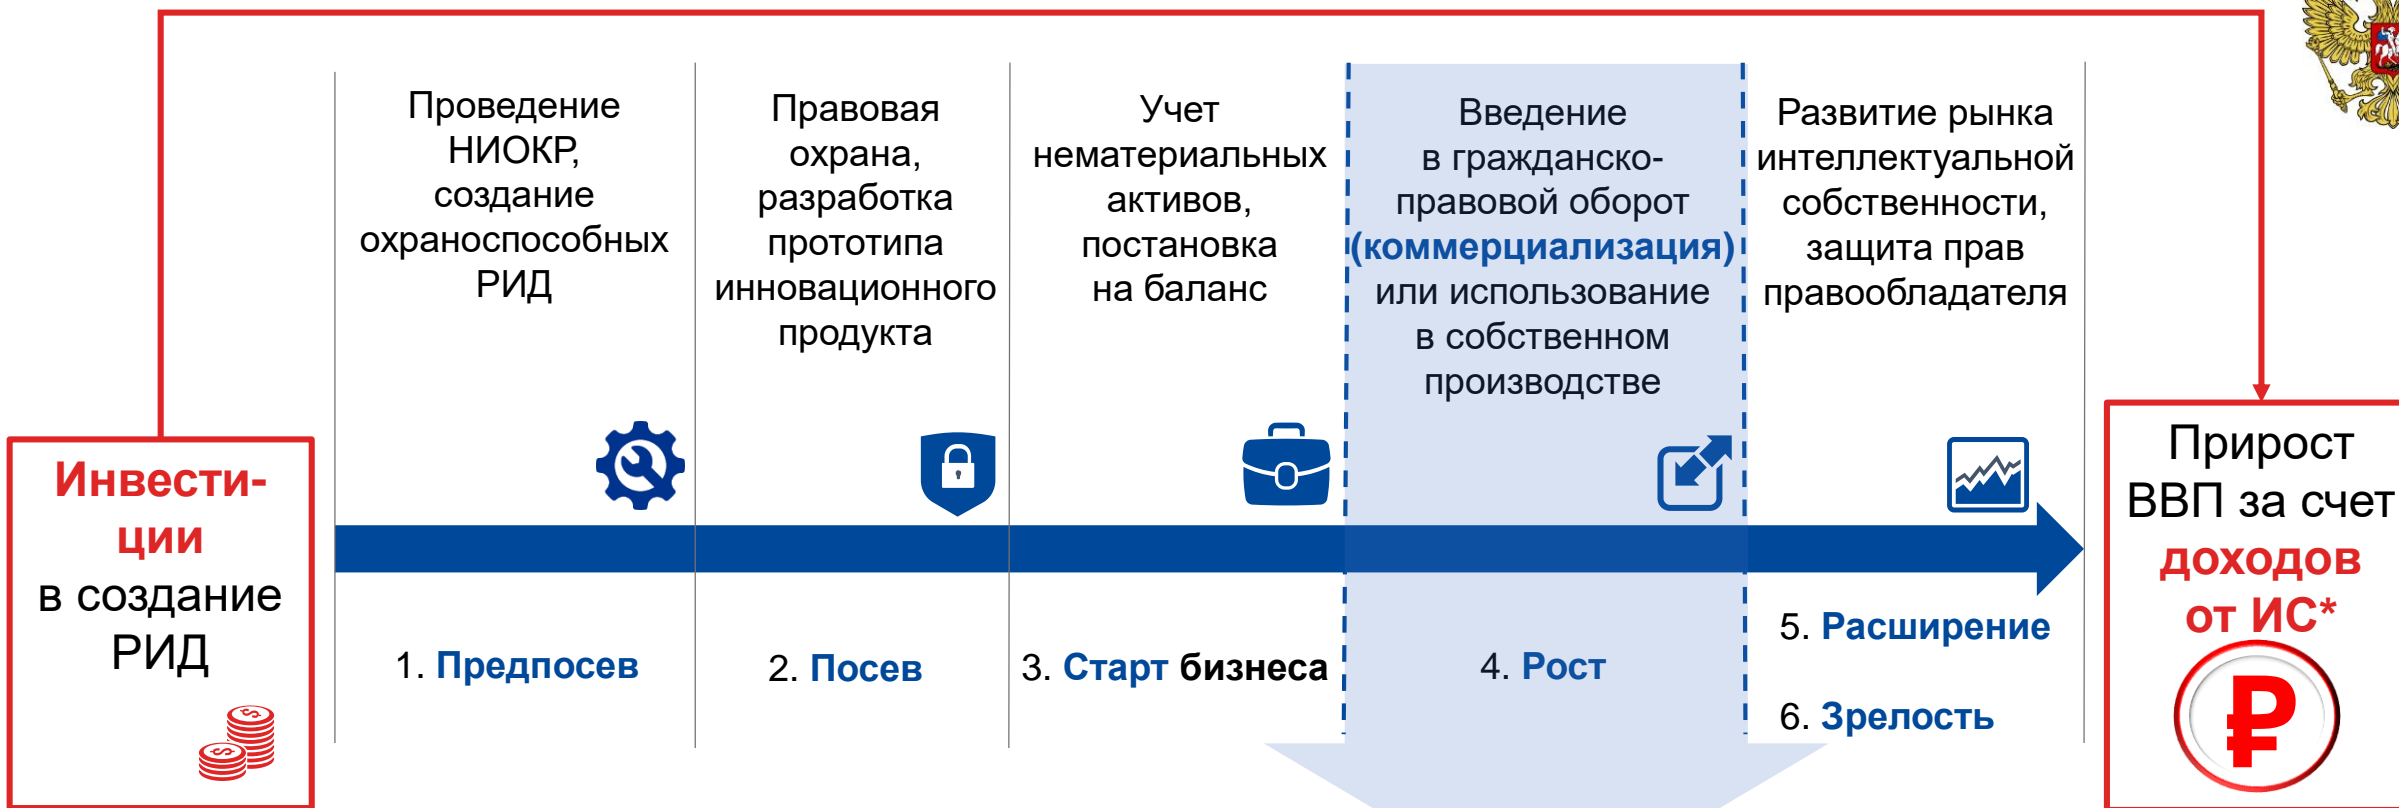 Инвести-
ции
в создание
РИД
Проведение
НИОКР,
создание
охраноспособных
РИД
1. Предпосев
Правовая
охрана,
разработка
прототипа
инновационного
продукта
2. Посев
Учет
нематериальных
активов,
постановка
на баланс
3. Старт бизнеса
Введение
в гражданско-
правовой оборот
(коммерциализация)
или использование
в собственном
производстве
4. Рост
Развитие рынка
интеллектуальной
собственности,
защита прав
правообладателя
5. Расширение
6. Зрелость
Прирост
ВВП за счет
доходов
от ИС*
₽